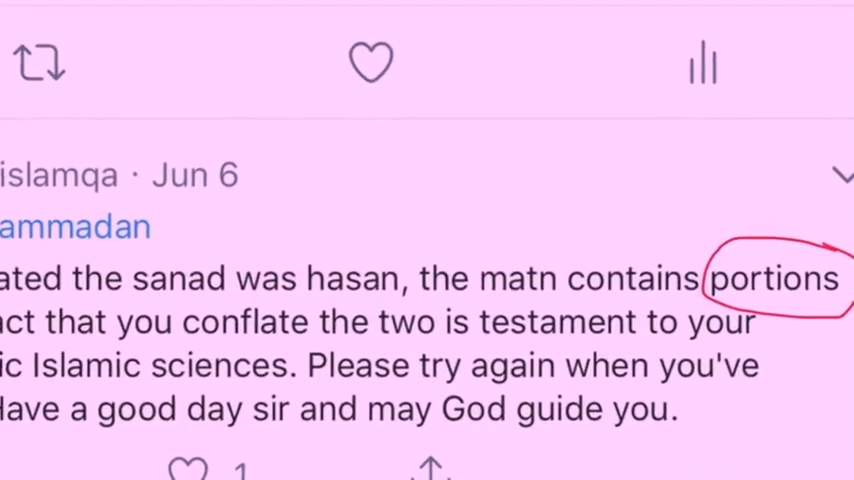 islamqa · Jun 6
ammadan
ated the sanad was hasan, the matn contains portions
act that you conflate the two is testament to your
ic Islamic sciences. Please try again when you've
Have a good day sir and may God guide you.
1